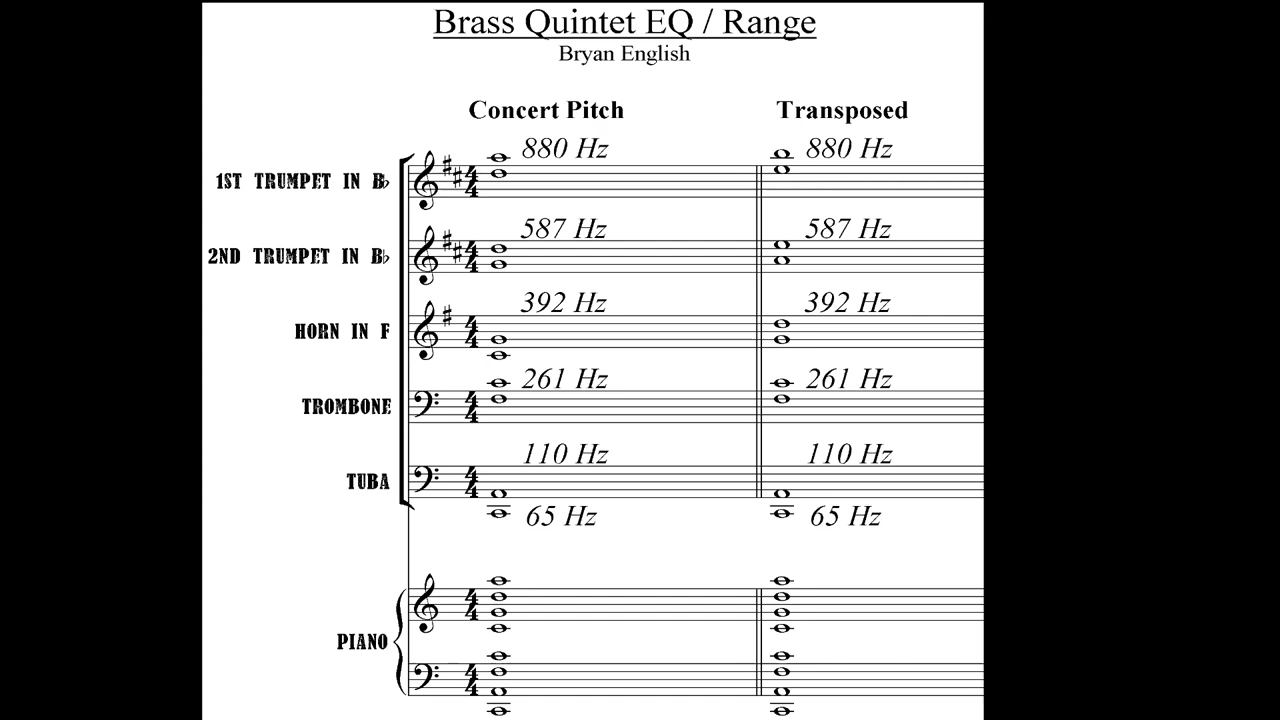 Brass Quintet EQ / Range
Bryan English
Concert Pitch Transposed
1ST TRUMPET IN B♭ 880 Hz 880 Hz
2ND TRUMPET IN B♭ 587 Hz 587 Hz
HORN IN F 392 Hz 392 Hz
TROMBONE 261 Hz 261 Hz
TUBA 110 Hz 110 Hz
65 Hz 65 Hz
PIANO